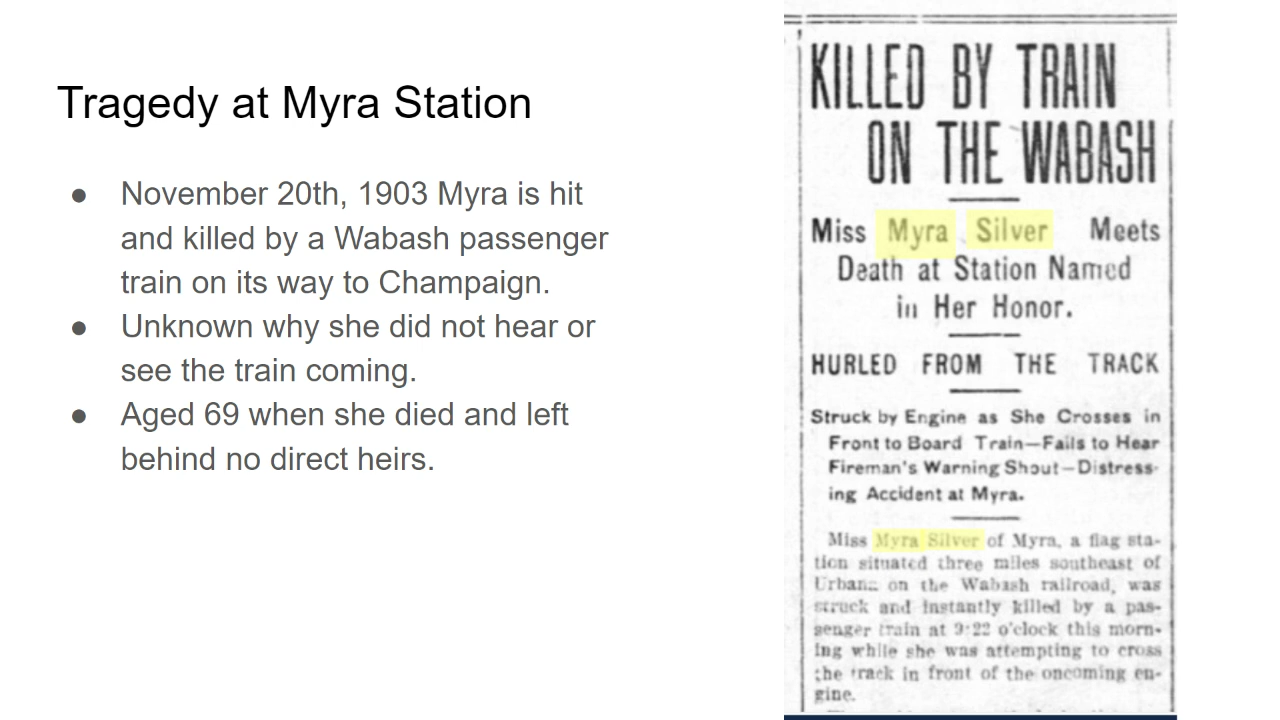 Tragedy at Myra Station
● November 20th, 1903 Myra is hit
and killed by a Wabash passenger
train on its way to Champaign.
● Unknown why she did not hear or
see the train coming.
● Aged 69 when she died and left
behind no direct heirs.
KILLED BY TRAIN
ON THE WABASH
Miss Myra Silver Meets
Death at Station Named
in Her Honor.
HURLED FROM THE TRACK
Struck by Engine as She Crosses in
Front to Board Train—Fails to Hear
Fireman's Warning Shout—Distress-
ing Accident at Myra.
Miss Myra Silver of Myra, a flag sta-
tion situated three miles southeast of
Urbana on the Wabash railroad, was
struck and instantly killed by a pas-
senger train at 9:22 o'clock this morn-
ing while she was attempting to cross
the track in front of the oncoming en-
gine.